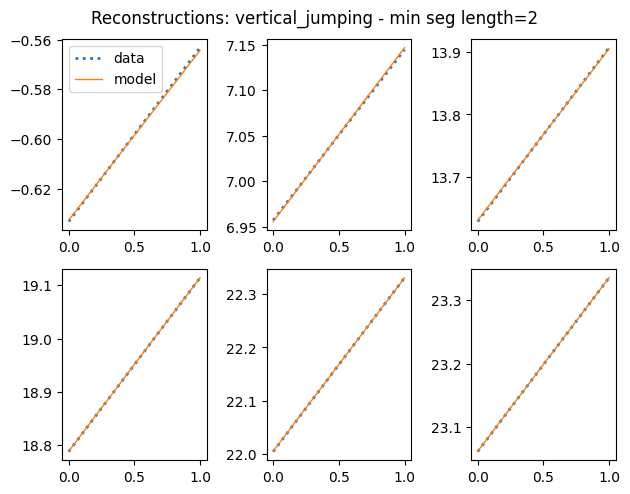 Reconstructions: vertical_jumping - min seg length=2
−0.56
−0.58
−0.60
−0.62
data
model
0.0 0.5 1.0
7.15
7.10
7.05
7.00
6.95
0.0 0.5 1.0
13.9
13.8
13.7
0.0 0.5 1.0
19.1
19.0
18.9
18.8
0.0 0.5 1.0
22.3
22.2
22.1
22.0
0.0 0.5 1.0
23.3
23.2
23.1
0.0 0.5 1.0